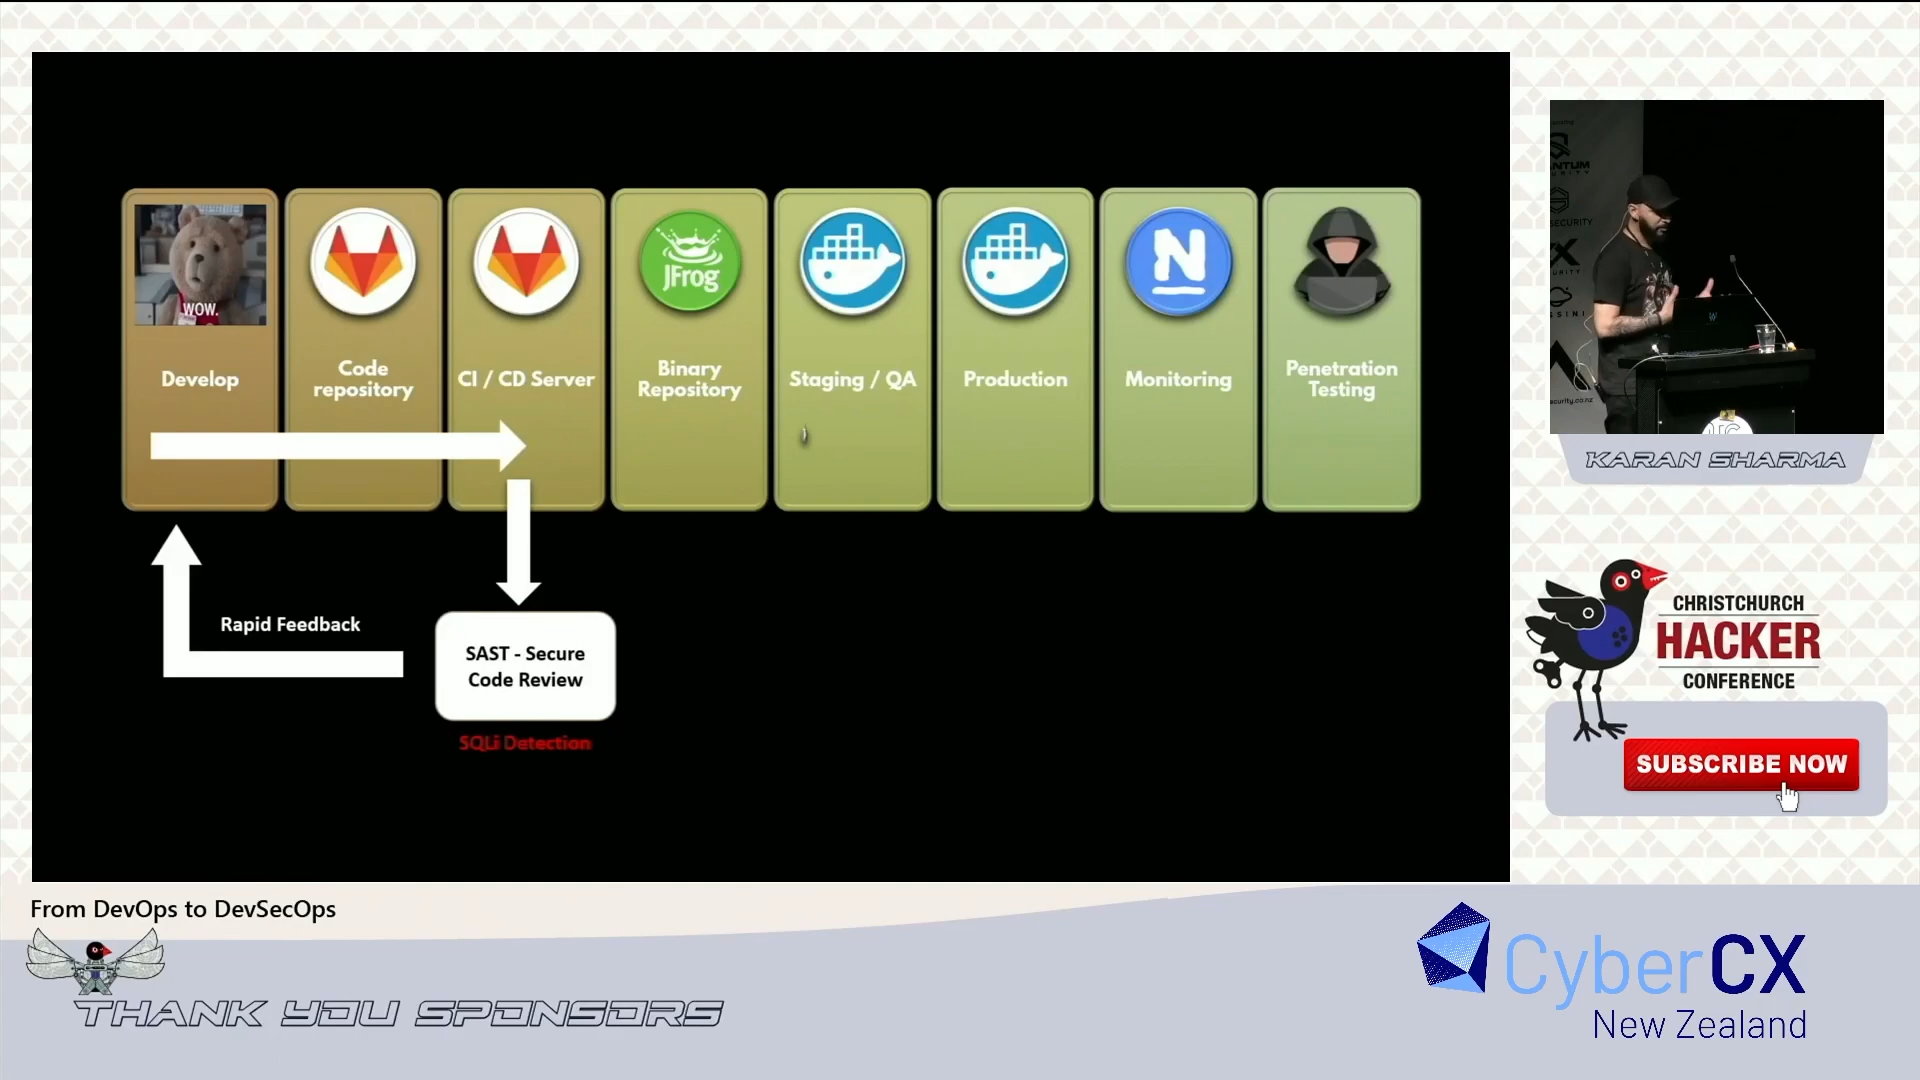 WOW.
JFrog
N
Develop
Code
repository
CI / CD Server
Binary
Repository
Staging / QA
Production
Monitoring
Penetration
Testing
Rapid Feedback
SAST - Secure
Code Review
SQLi Detection
SECURITY
KARAN SHARMA
CHRISTCHURCH
HACKER
CONFERENCE
SUBSCRIBE NOW
From DevOps to DevSecOps
THANK YOU SPONSORS
CyberCX
New Zealand